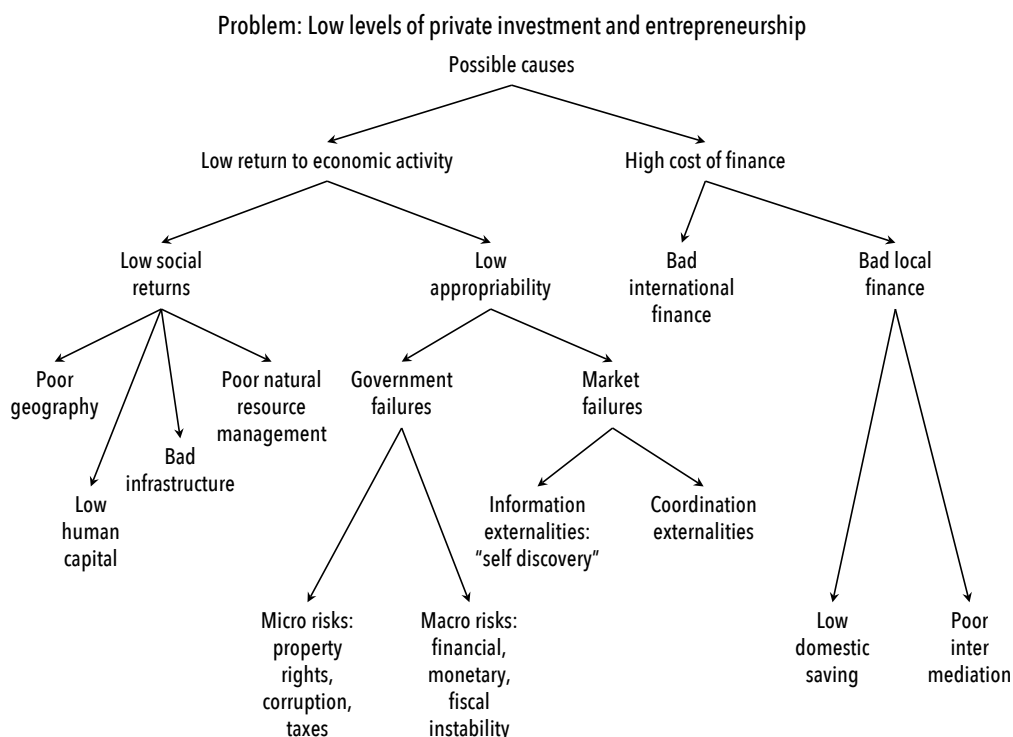 Problem: Low levels of private investment and entrepreneurship
Possible causes
Low return to economic activity
High cost of finance
Low social
returns
Low
appropriability
Bad
international
finance
Bad local
finance
Poor
geography
Poor natural
resource
management
Government
failures
Market
failures
Bad
infrastructure
Low
human
capital
Information
externalities:
“self discovery“
Coordination
externalities
Micro risks:
property
rights,
corruption,
taxes
Macro risks:
financial,
monetary,
fiscal
instability
Low
domestic
saving
Poor
inter
mediation